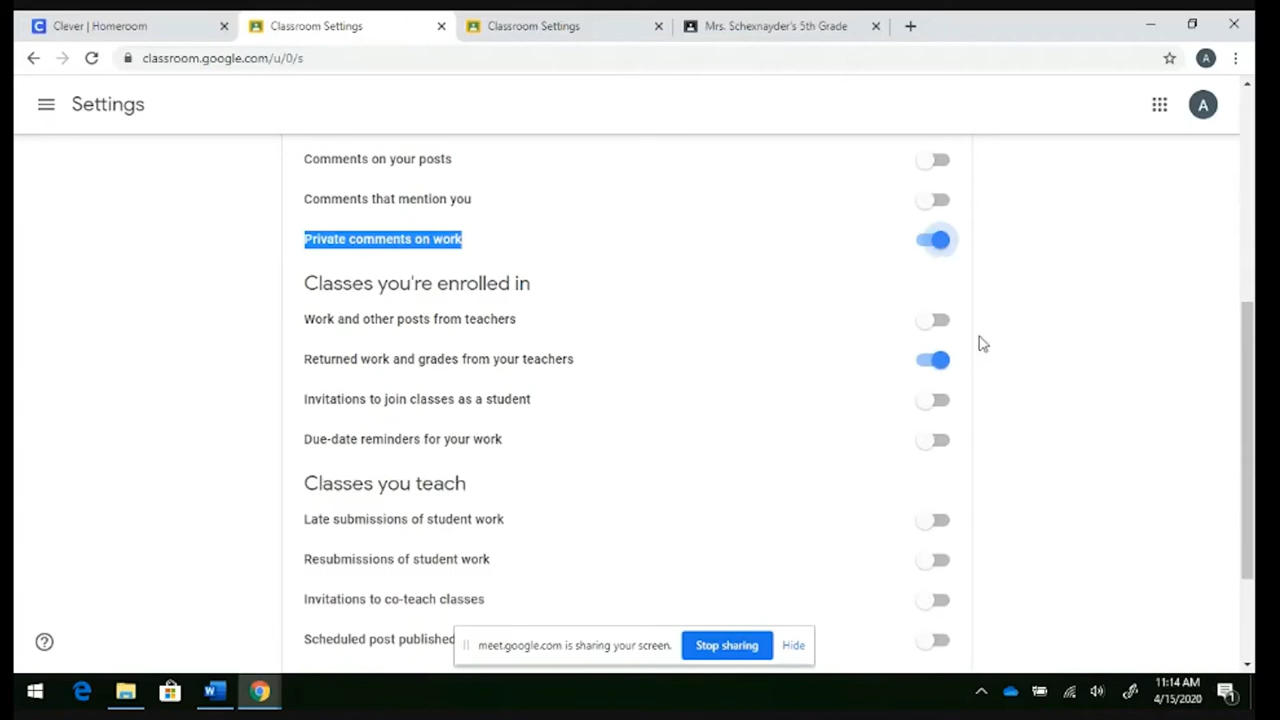 Clever | Homeroom
Classroom Settings
Classroom Settings
Mrs. Schexnayder's 5th Grade
classroom.google.com/u/0/s
A
Settings
A
Comments on your posts
Comments that mention you
Private comments on work
Classes you're enrolled in
Work and other posts from teachers
Returned work and grades from your teachers
Invitations to join classes as a student
Due-date reminders for your work
Classes you teach
Late submissions of student work
Resubmissions of student work
Invitations to co-teach classes
Scheduled post published
meet.google.com is sharing your screen. Stop sharing Hide
11:14 AM
4/15/2020
1